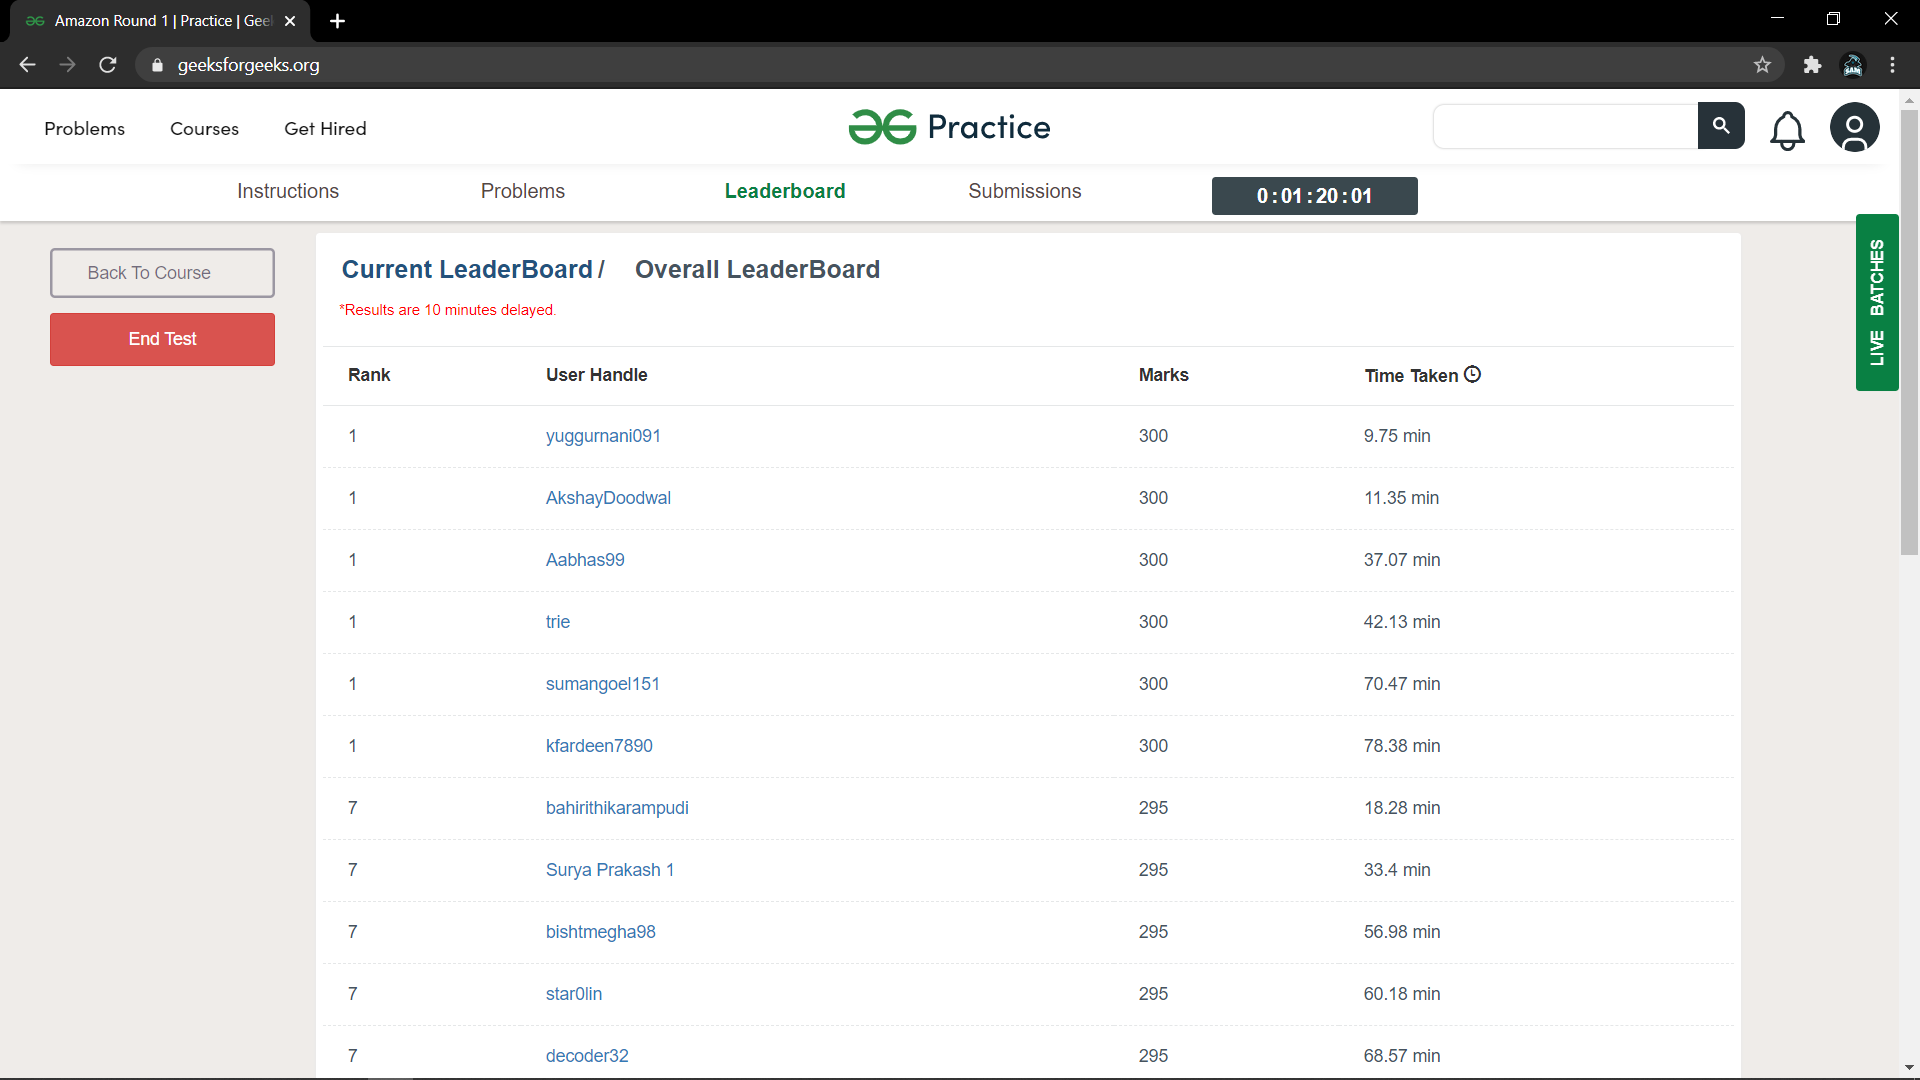 Amazon Round 1 | Practice | Geel
geeksforgeeks.org
Problems Courses Get Hired
Practice
Instructions Problems Leaderboard Submissions 0:01:20:01
LIVE BATCHES
Back To Course
End Test
Current LeaderBoard / Overall LeaderBoard
*Results are 10 minutes delayed.
Rank User Handle Marks Time Taken
1 yuggurnani091 300 9.75 min
1 AkshayDoodwal 300 11.35 min
1 Aabhas99 300 37.07 min
1 trie 300 42.13 min
1 sumangoel151 300 70.47 min
1 kfardeen7890 300 78.38 min
7 bahirithikarampudi 295 18.28 min
7 Surya Prakash 1 295 33.4 min
7 bishtmegha98 295 56.98 min
7 star0lin 295 60.18 min
7 decoder32 295 68.57 min